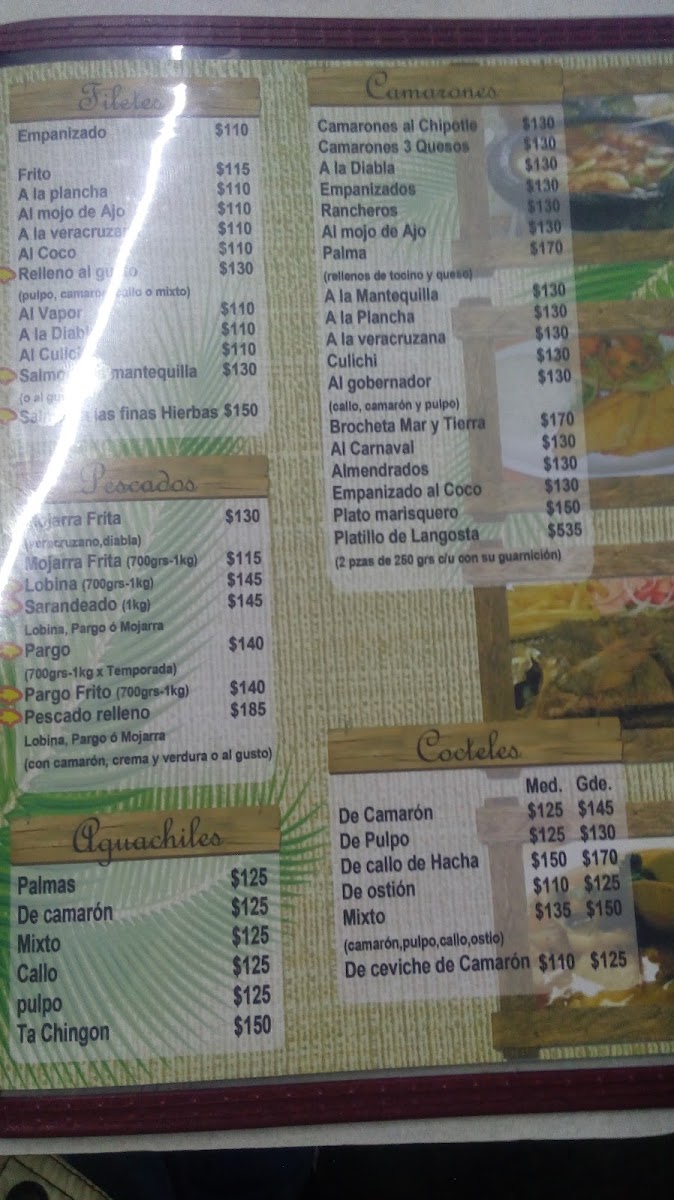 Filetes
Empanizado $110
Frito $115
A la plancha $110
Al mojo de Ajo $110
A la veracruzana $110
Al Coco $110
Relleno al gusto $130
(pulpo, camarón, callo o mixto)
Al Vapor $110
A la Diabla $110
Al Culichi $110
mantequilla $130
(o al
las finas Hierbas $150
Pescados
Mojarra Frita $130
(veracruzano,diabla)
Mojarra Frita (700grs-1kg) $115
Lobina (700grs-1kg) $145
Sarandeado (1kg) $145
Lobina, Pargo ó Mojarra
Pargo $140
(700grs-1kg x Temporada)
Pargo Frito (700grs-1kg) $140
Pescado relleno $185
Lobina, Pargo ó Mojarra
(con camarón, crema y verdura o al gusto)
Aguachiles
Palmas $125
De camarón $125
Mixto $125
Callo $125
pulpo $125
Ta Chingon $150
Camarones
Camarones al Chipotle $130
Camarones 3 Quesos $130
A la Diabla $130
Empanizados $130
Rancheros $130
Al mojo de Ajo $130
Palma $170
(rellenos de tocino y queso)
A la Mantequilla $130
A la Plancha $130
A la veracruzana $130
Culichi $130
Al gobernador $130
(callo, camarón y pulpo)
Brocheta Mar y Tierra $170
Al Carnaval $130
Almendrados $130
Empanizado al Coco $130
Plato marisquero $150
Platillo de Langosta $535
(2 pzas de 250 grs c/u con su guarnición)
Cocteles
Med. Gde.
De Camarón $125 $145
De Pulpo $125 $130
De callo de Hacha $150 $170
De ostión $110 $125
Mixto $135 $150
(camarón,pulpo,callo,ostio)
De ceviche de Camarón $110 $125